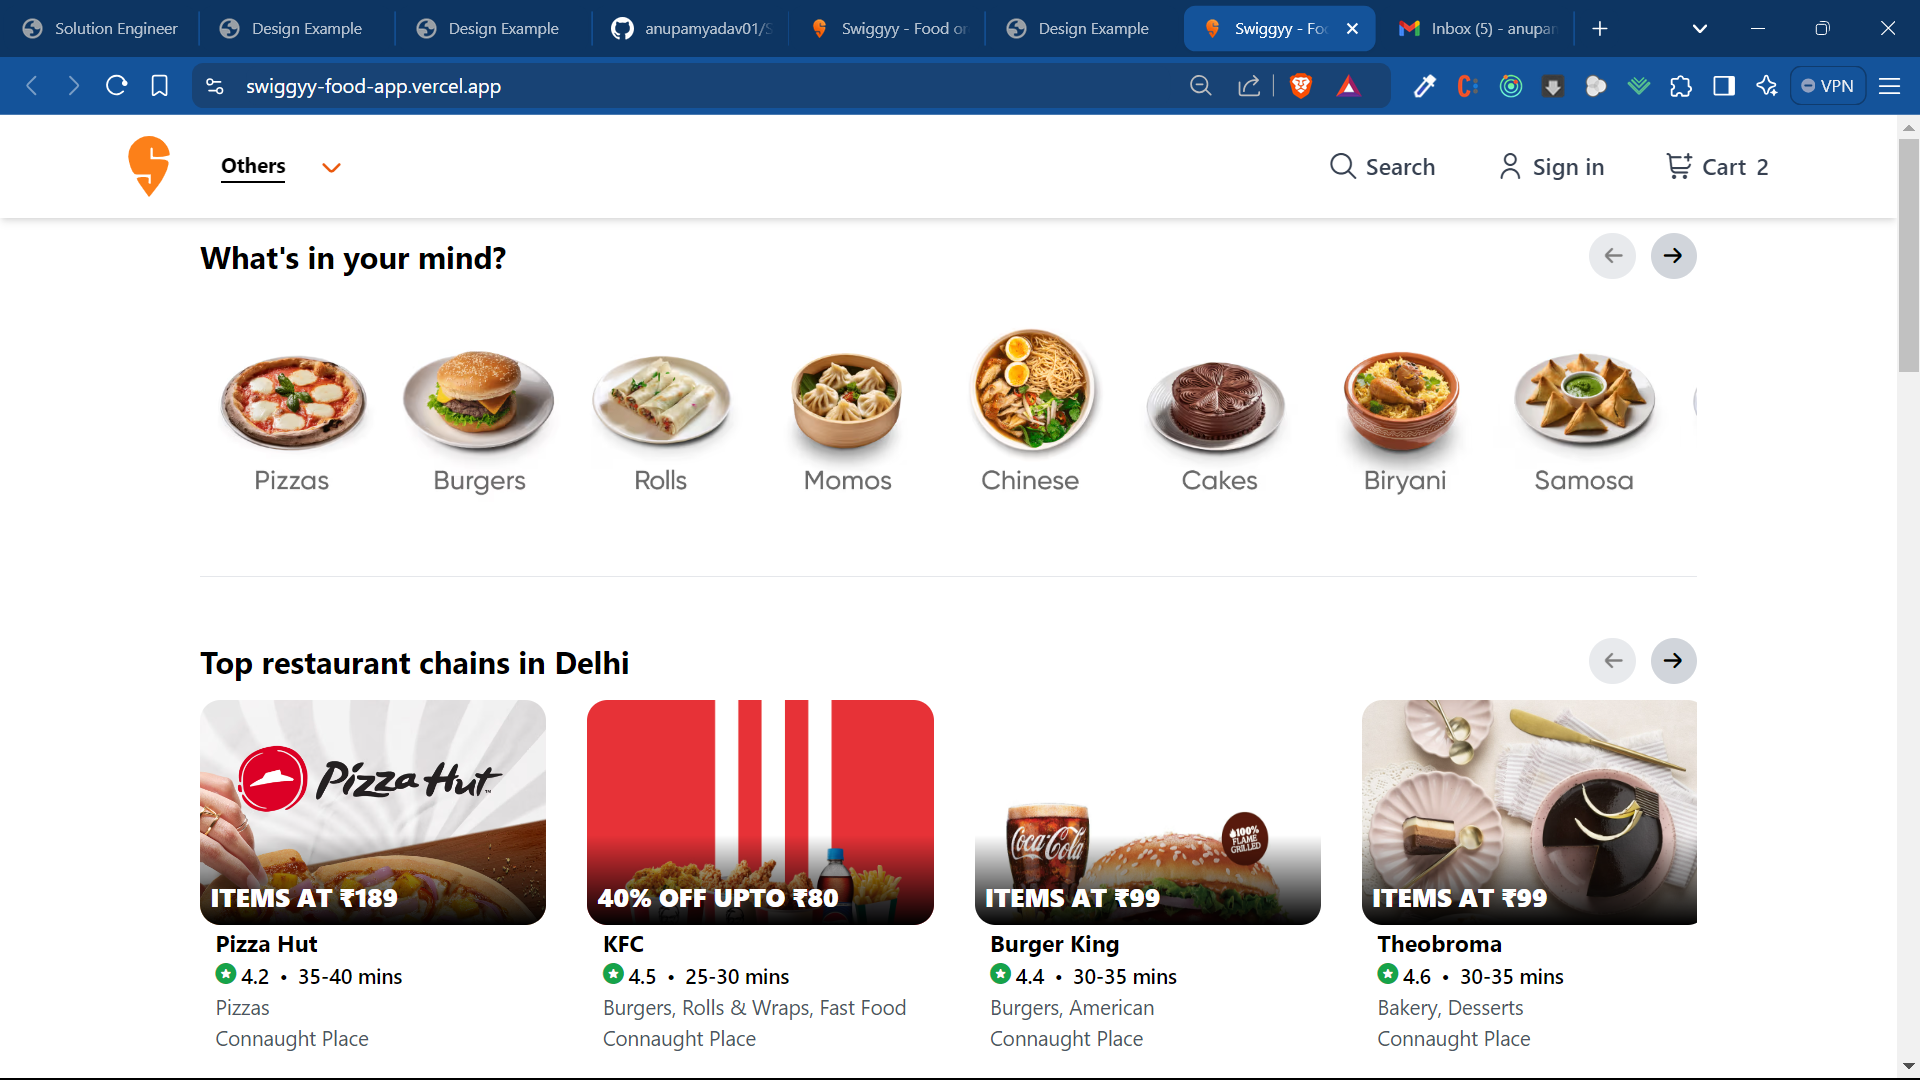 Solution Engineer
Design Example
Design Example
anupamyadav01/S
Swiggyy - Food or
Design Example
Swiggyy - Fo
Inbox (5) - anupam
swiggyy-food-app.vercel.app
VPN
Others
Search
Sign in
Cart 2
What's in your mind?
Pizzas
Burgers
Rolls
Momos
Chinese
Cakes
Biryani
Samosa
Top restaurant chains in Delhi
Pizza Hut
Coca-Cola
100%
FLAME
GRILLED
ITEMS AT ₹189
40% OFF UPTO ₹80
ITEMS AT ₹99
ITEMS AT ₹99
Pizza Hut
4.2 • 35-40 mins
Pizzas
Connaught Place
KFC
4.5 • 25-30 mins
Burgers, Rolls & Wraps, Fast Food
Connaught Place
Burger King
4.4 • 30-35 mins
Burgers, American
Connaught Place
Theobroma
4.6 • 30-35 mins
Bakery, Desserts
Connaught Place